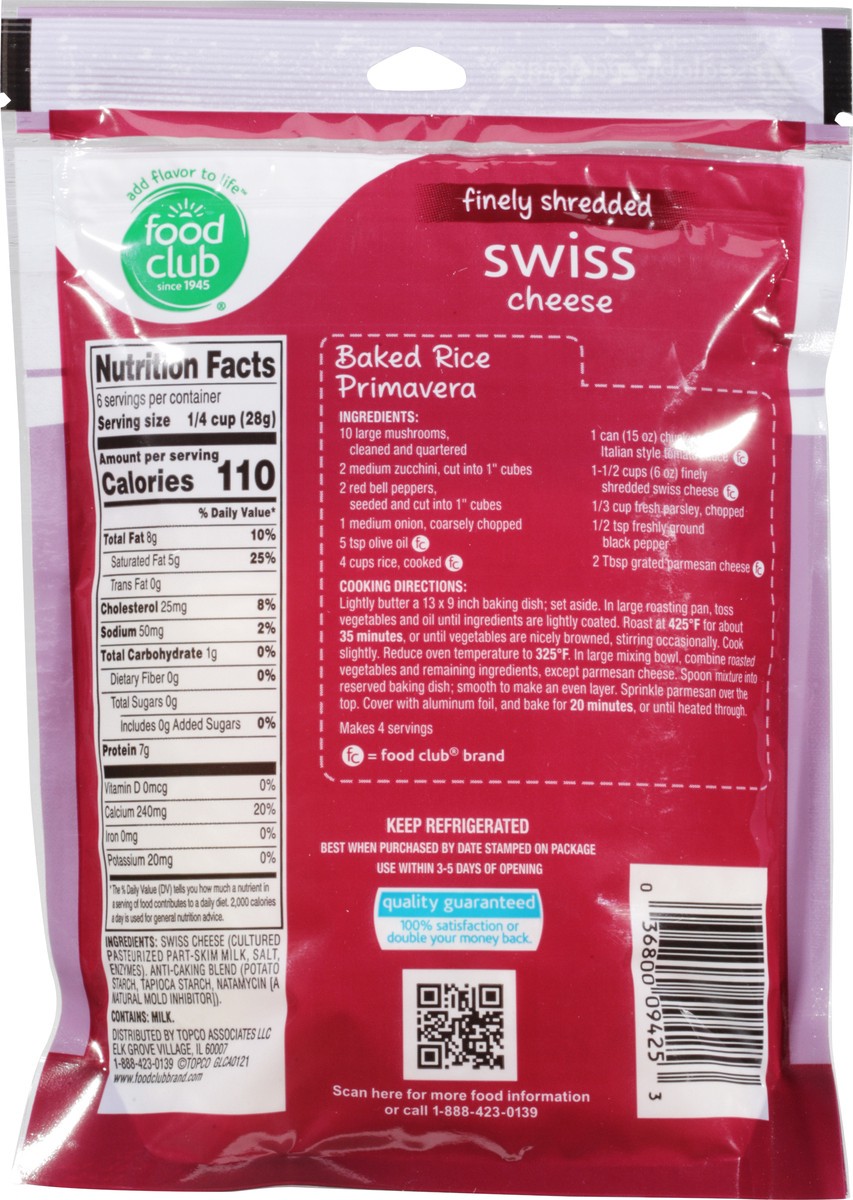 add flavor to life™
food
club
since 1945
®
finely shredded
swiss
cheese
Nutrition Facts
6 servings per container
Serving size 1/4 cup (28g)
Amount per serving
Calories 110
% Daily Value*
Total Fat 8g 10%
Saturated Fat 5g 25%
Trans Fat 0g
Cholesterol 25mg 8%
Sodium 50mg 2%
Total Carbohydrate 1g 0%
Dietary Fiber 0g 0%
Total Sugars 0g
Includes 0g Added Sugars 0%
Protein 7g
Vitamin D 0mcg 0%
Calcium 240mg 20%
Iron 0mg 0%
Potassium 20mg 0%
*The % Daily Value (DV) tells you how much a nutrient in
a serving of food contributes to a daily diet. 2,000 calories
a day is used for general nutrition advice.
INGREDIENTS: SWISS CHEESE (CULTURED
PASTEURIZED PART-SKIM MILK, SALT,
ENZYMES). ANTI-CAKING BLEND (POTATO
STARCH, TAPIOCA STARCH, NATAMYCIN [A
NATURAL MOLD INHIBITOR]).
CONTAINS: MILK.
DISTRIBUTED BY TOPCO ASSOCIATES LLC
ELK GROVE VILLAGE, IL 60007
1-888-423-0139 ©TOPCO GLCA0121
www.foodclubbrand.com
Baked Rice
Primavera
INGREDIENTS:
10 large mushrooms,
cleaned and quartered
2 medium zucchini, cut into 1" cubes
2 red bell peppers,
seeded and cut into 1" cubes
1 medium onion, coarsely chopped
5 tsp olive oil fc
4 cups rice, cooked fc
1 can (15 oz)
Italian style tomato sauce fc
1-1/2 cups (6 oz) finely
shredded swiss cheese fc
1/3 cup fresh parsley, chopped
1/2 tsp freshly ground
black pepper
2 Tbsp grated parmesan cheese fc
COOKING DIRECTIONS:
Lightly butter a 13 x 9 inch baking dish; set aside. In large roasting pan, toss
vegetables and oil until ingredients are lightly coated. Roast at 425°F for about
35 minutes, or until vegetables are nicely browned, stirring occasionally. Cook
slightly. Reduce oven temperature to 325°F. In large mixing bowl, combine roasted
vegetables and remaining ingredients, except parmesan cheese. Spoon mixture into
reserved baking dish; smooth to make an even layer. Sprinkle parmesan over the
top. Cover with aluminum foil, and bake for 20 minutes, or until heated through.
Makes 4 servings
fc = food club® brand
KEEP REFRIGERATED
BEST WHEN PURCHASED BY DATE STAMPED ON PACKAGE
USE WITHIN 3-5 DAYS OF OPENING
quality guaranteed
100% satisfaction or
double your money back.
Scan here for more food information
or call 1-888-423-0139
0 36800 09425 3